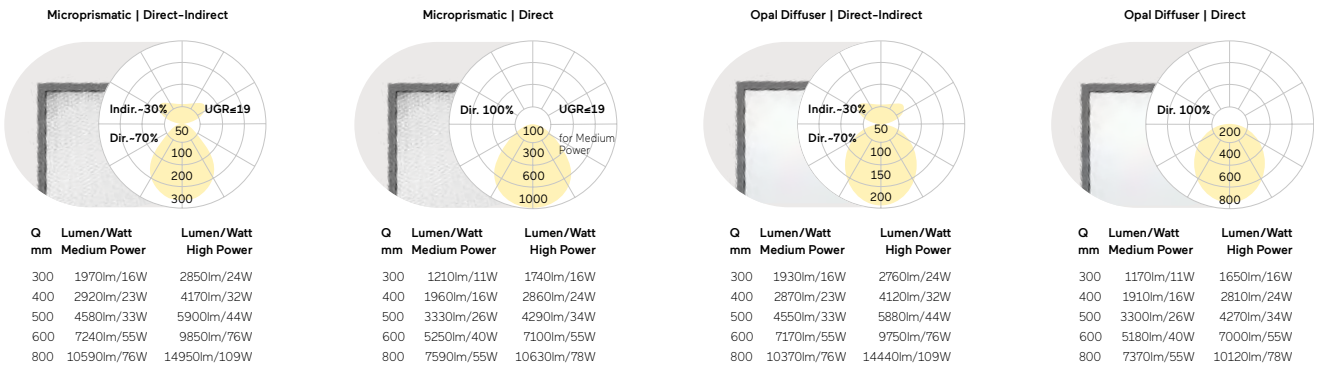 Microprismatic | Direct-Indirect
Indir.-30%
UGR≤19
Dir.-70%
50
100
200
300
Q Lumen/Watt Lumen/Watt
mm Medium Power High Power
300 1970lm/16W 2850lm/24W
400 2920lm/23W 4170lm/32W
500 4580lm/33W 5900lm/44W
600 7240lm/55W 9850lm/76W
800 10590lm/76W 14950lm/109W
Microprismatic | Direct
Dir. 100%
UGR≤19
for Medium
Power
100
300
600
1000
Q Lumen/Watt Lumen/Watt
mm Medium Power High Power
300 1210lm/11W 1740lm/16W
400 1960lm/16W 2860lm/24W
500 3330lm/26W 4290lm/34W
600 5250lm/40W 7100lm/55W
800 7590lm/55W 10630lm/78W
Opal Diffuser | Direct-Indirect
Indir.-30%
Dir.-70%
50
100
150
200
Q Lumen/Watt Lumen/Watt
mm Medium Power High Power
300 1930lm/16W 2760lm/24W
400 2870lm/23W 4120lm/32W
500 4550lm/33W 5880lm/44W
600 7170lm/55W 9750lm/76W
800 10370lm/76W 14440lm/109W
Opal Diffuser | Direct
Dir. 100%
200
400
600
800
Q Lumen/Watt Lumen/Watt
mm Medium Power High Power
300 1170lm/11W 1650lm/16W
400 1910lm/16W 2810lm/24W
500 3300lm/26W 4270lm/34W
600 5180lm/40W 7000lm/55W
800 7370lm/55W 10120lm/78W